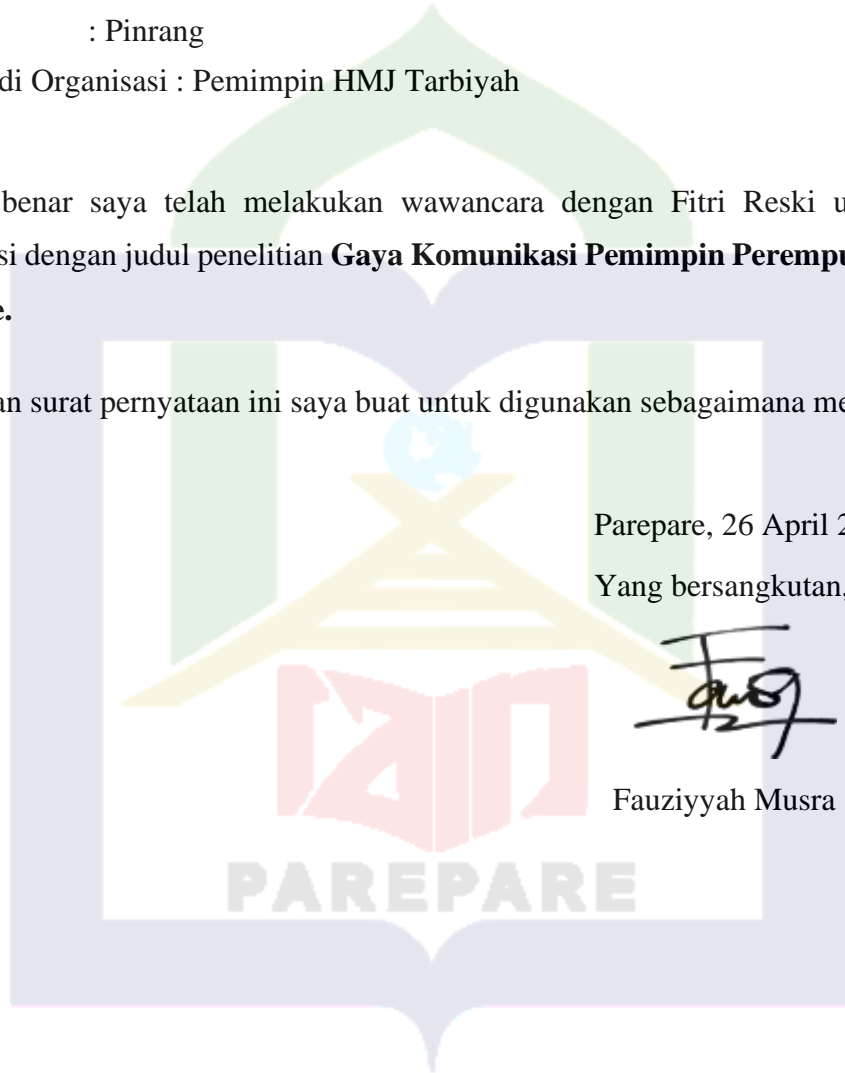 : Pinrang
di Organisasi : Pemimpin HMJ Tarbiyah
benar saya telah melakukan wawancara dengan Fitri Reski u
si dengan judul penelitian Gaya Komunikasi Pemimpin Perempu
e.
an surat pernyataan ini saya buat untuk digunakan sebagaimana me
Parepare, 26 April 2
Yang bersangkutan,
Fauziyyah Musra
PAREPARE